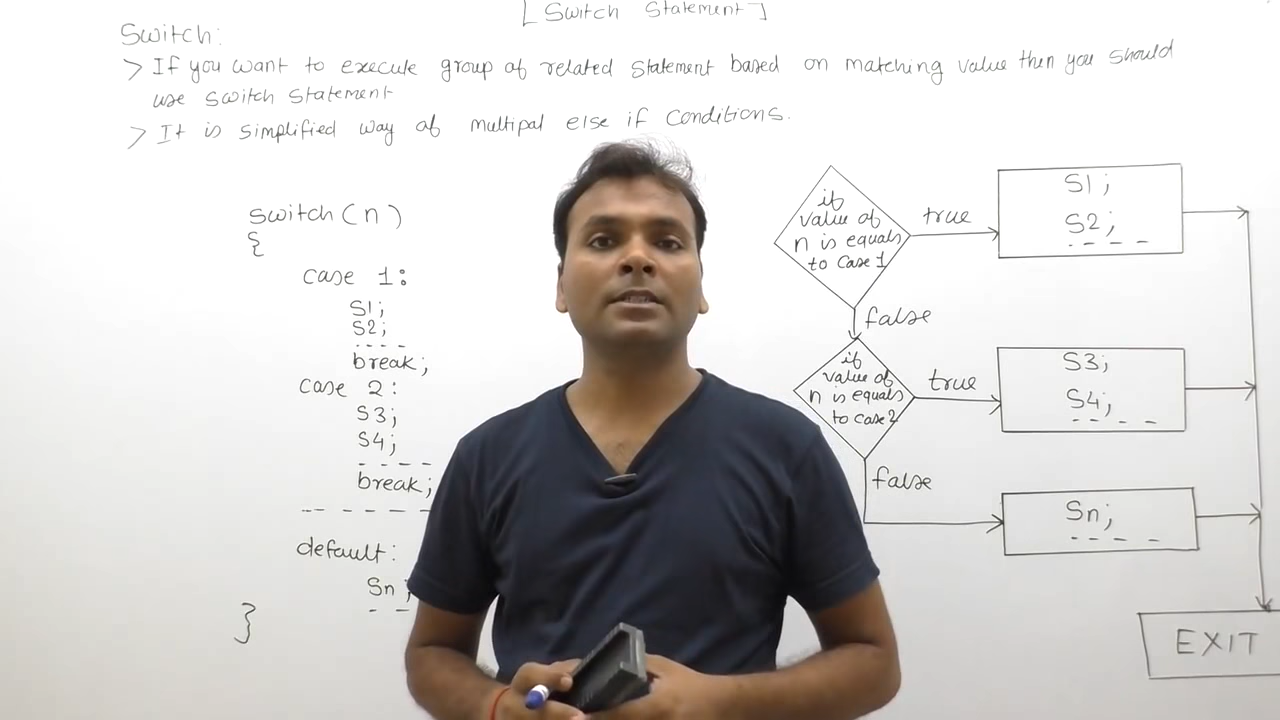 [Switch Statement]
Switch:
> If you want to execute group of related statement based on matching value then you should
use switch statement
> It is simplified way of multipal else if conditions.
switch(n)
{
case 1:
S1;
S2;
-----
break;
case 2:
S3;
S4;
-----
break;
-------
default:
Sn;
--
}
if
value of
n is equals
to case 1
true
S1;
S2;
----
false
if
value of
n is equals
to case 2
true
S3;
S4;
----
false
Sn;
----
EXIT